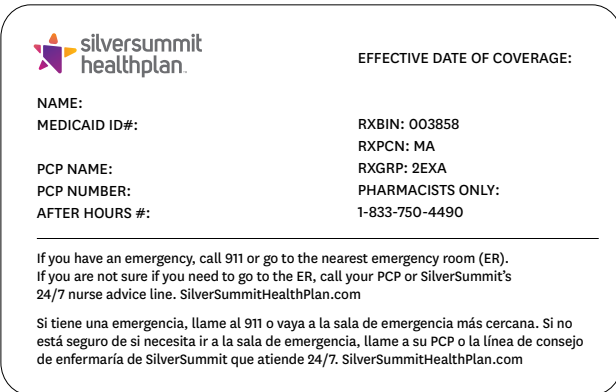 silversummit
healthplan™
EFFECTIVE DATE OF COVERAGE:
NAME:
MEDICAID ID#:
RXBIN: 003858
RXPCN: MA
PCP NAME:
RXGRP: 2EXA
PCP NUMBER:
PHARMACISTS ONLY:
AFTER HOURS #:
1-833-750-4490
If you have an emergency, call 911 or go to the nearest emergency room (ER).
If you are not sure if you need to go to the ER, call your PCP or SilverSummit’s
24/7 nurse advice line. SilverSummitHealthPlan.com
Si tiene una emergencia, llame al 911 o vaya a la sala de emergencia más cercana. Si no
está seguro de si necesita ir a la sala de emergencia, llame a su PCP o la línea de consejo
de enfermaría de SilverSummit que atiende 24/7. SilverSummitHealthPlan.com